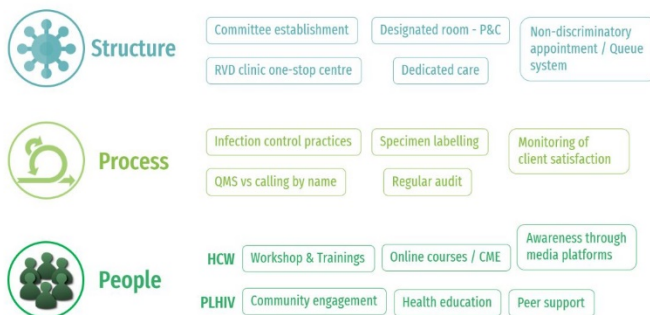 Structure
Committee establishment
Designated room - P&C
Non-discriminatory
appointment / Queue
system
RVD clinic one-stop centre
Dedicated care
Process
Infection control practices
Specimen labelling
Monitoring of
client satisfaction
QMS vs calling by name
Regular audit
People
HCW
Workshop & Trainings
Online courses / CME
Awareness through
media platforms
PLHIV
Community engagement
Health education
Peer support